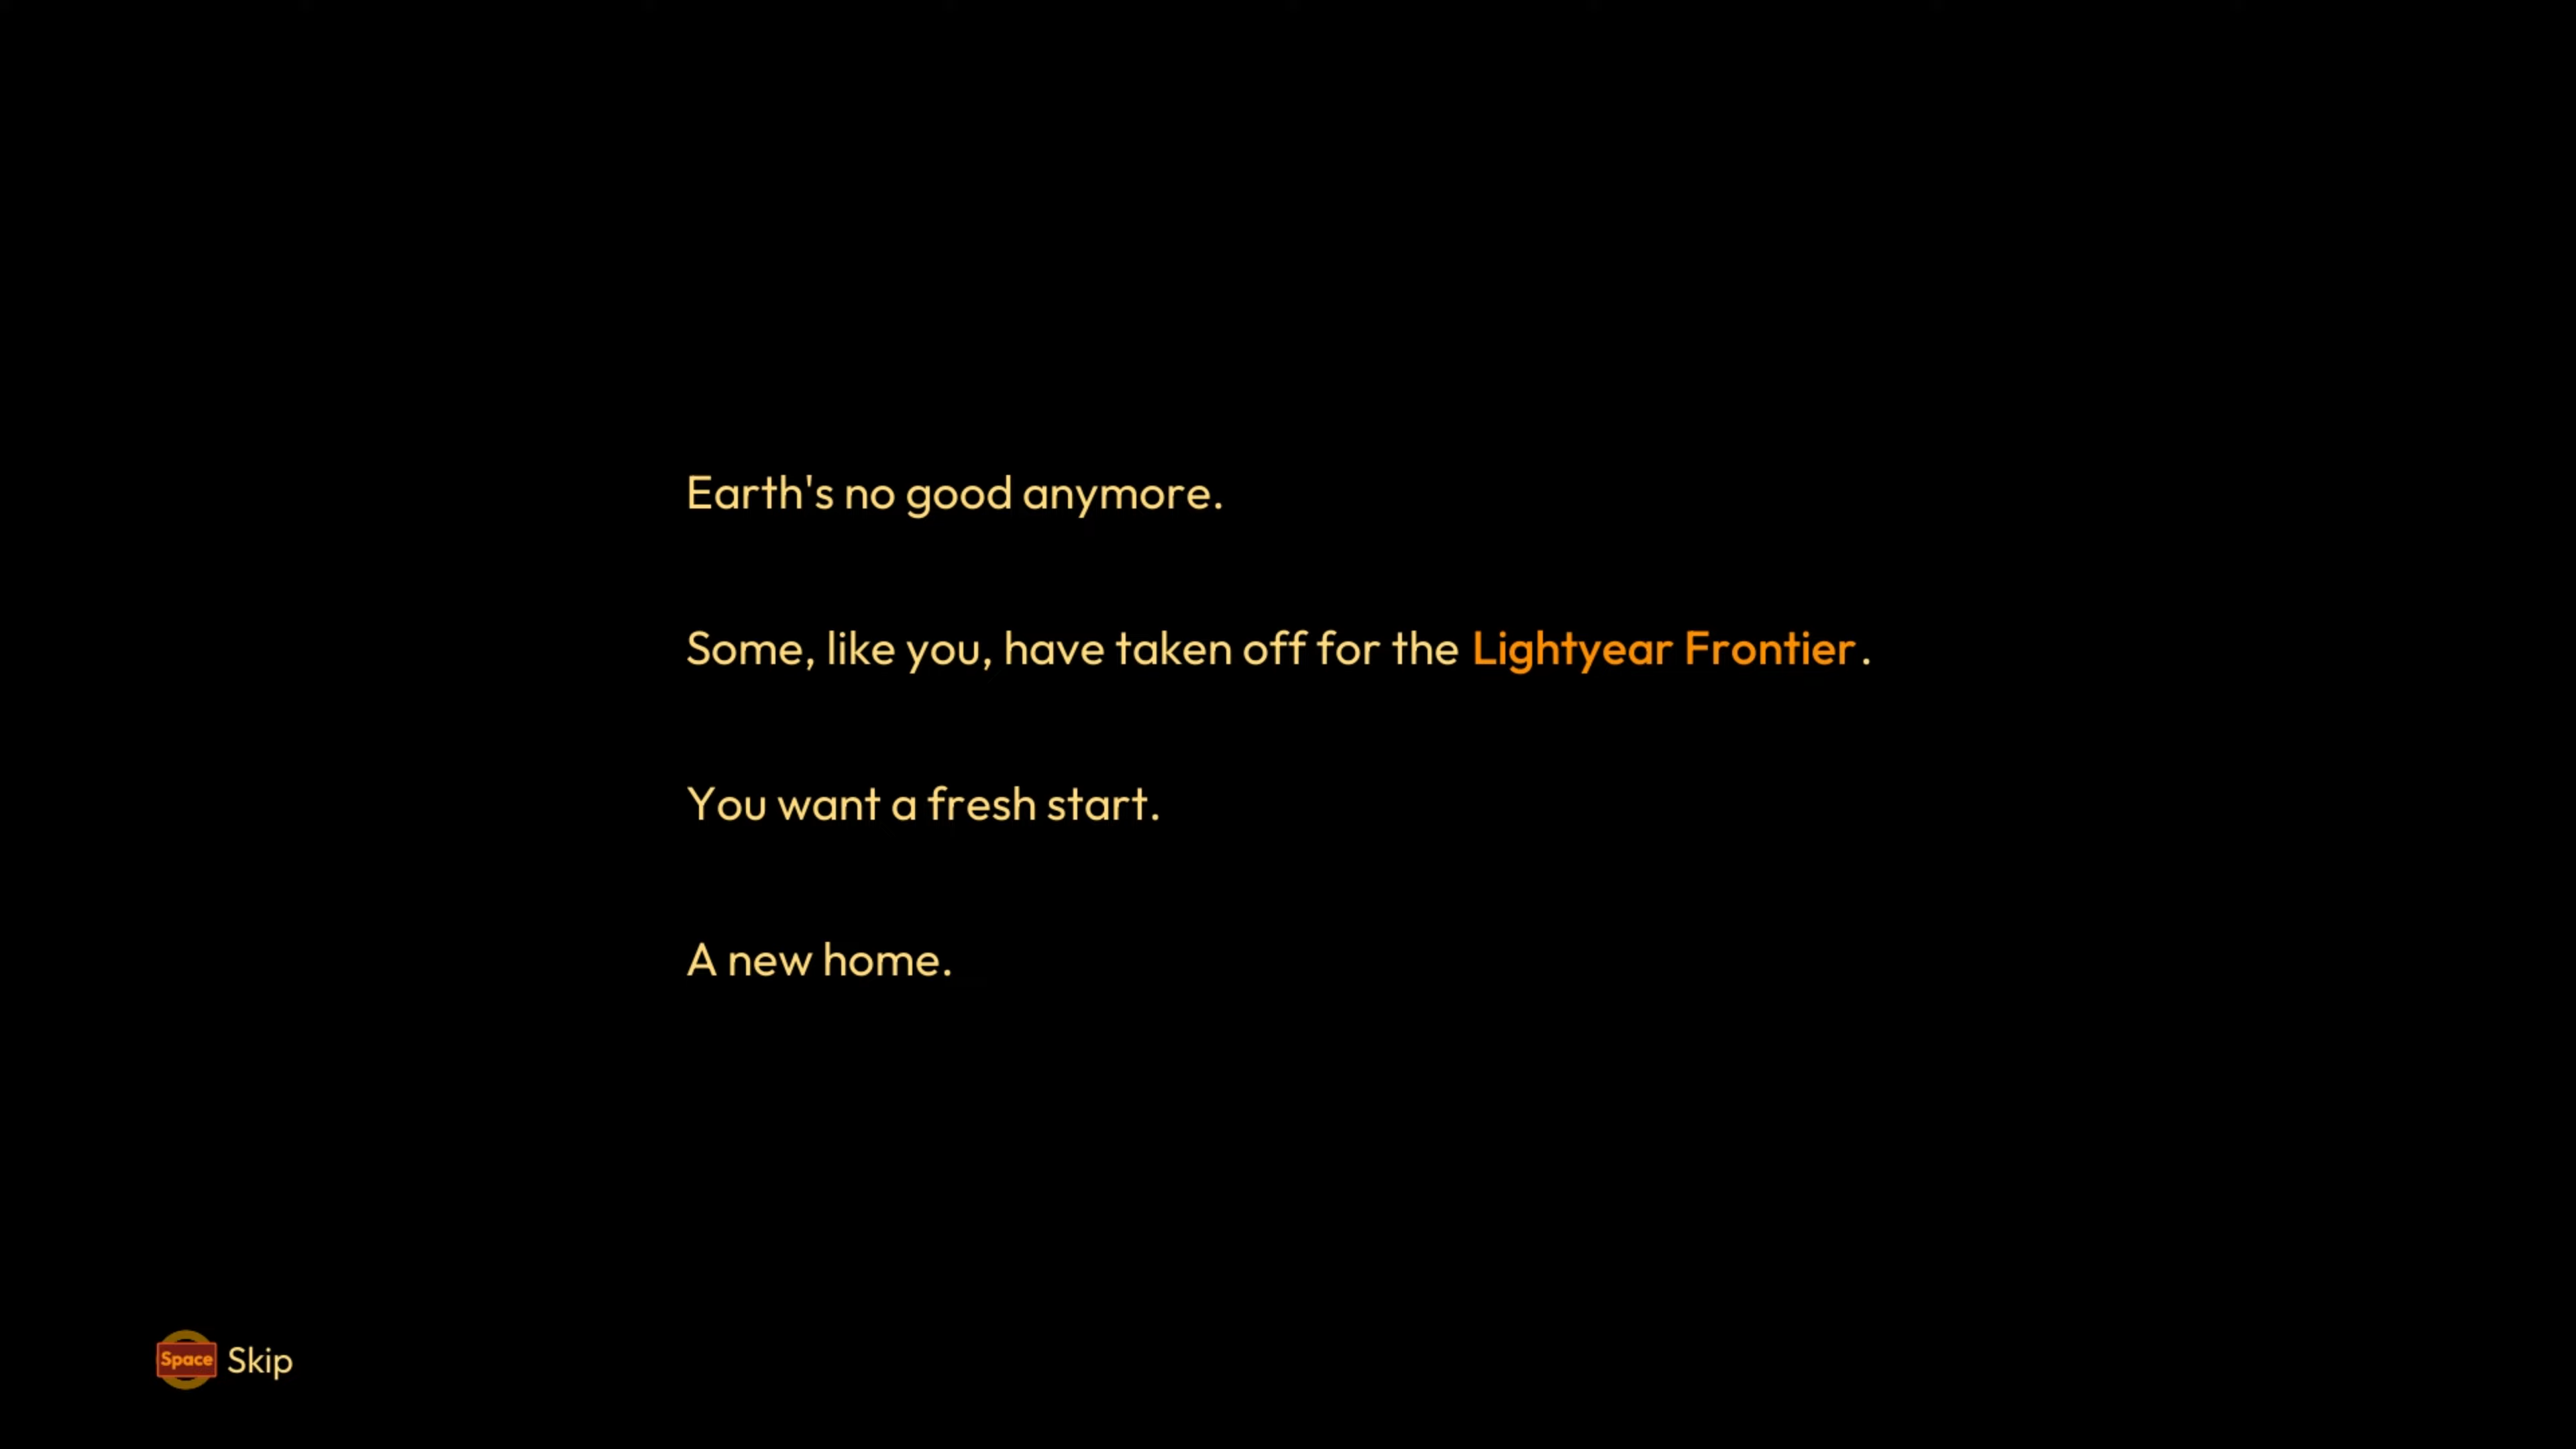 Earth's no good anymore.
Some, like you, have taken off for the Lightyear Frontier.
You want a fresh start.
A new home.
Space Skip